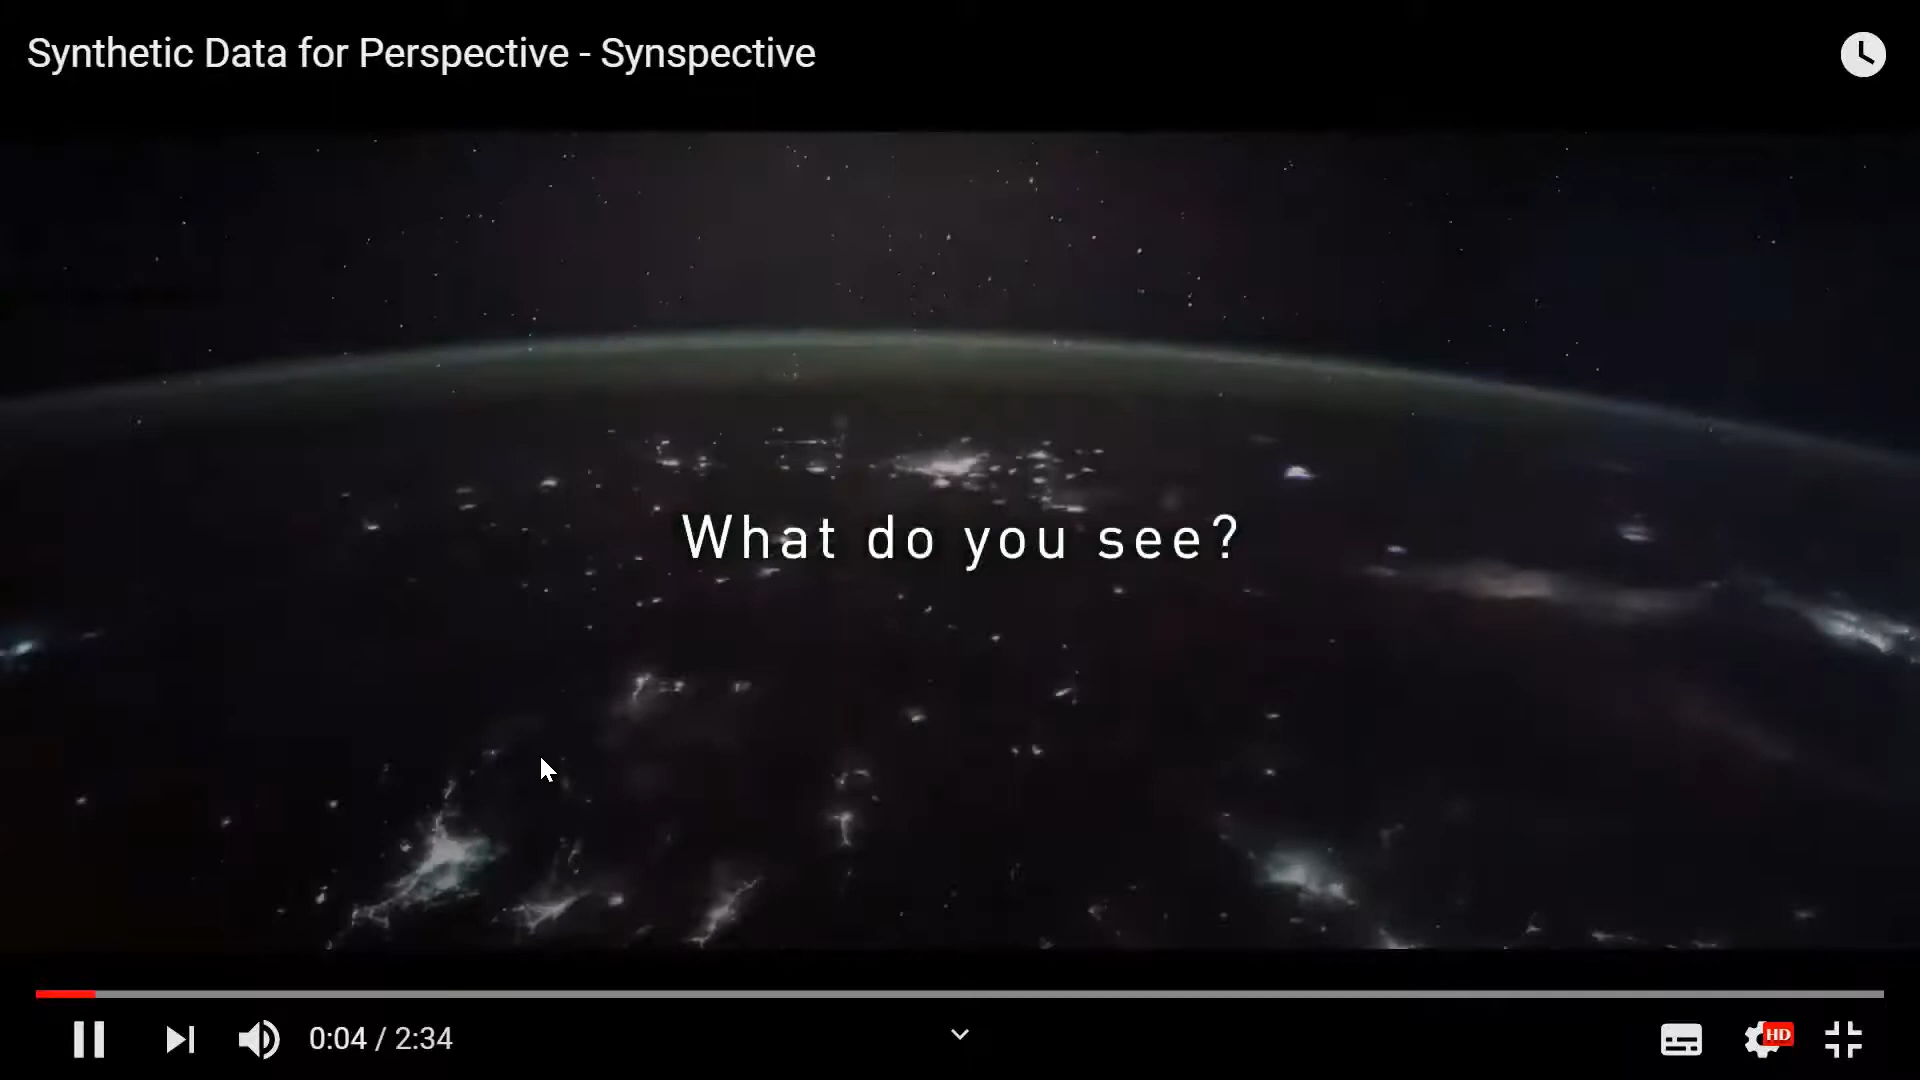 Synthetic Data for Perspective - Synspective
What do you see?
0:04 / 2:34
HD